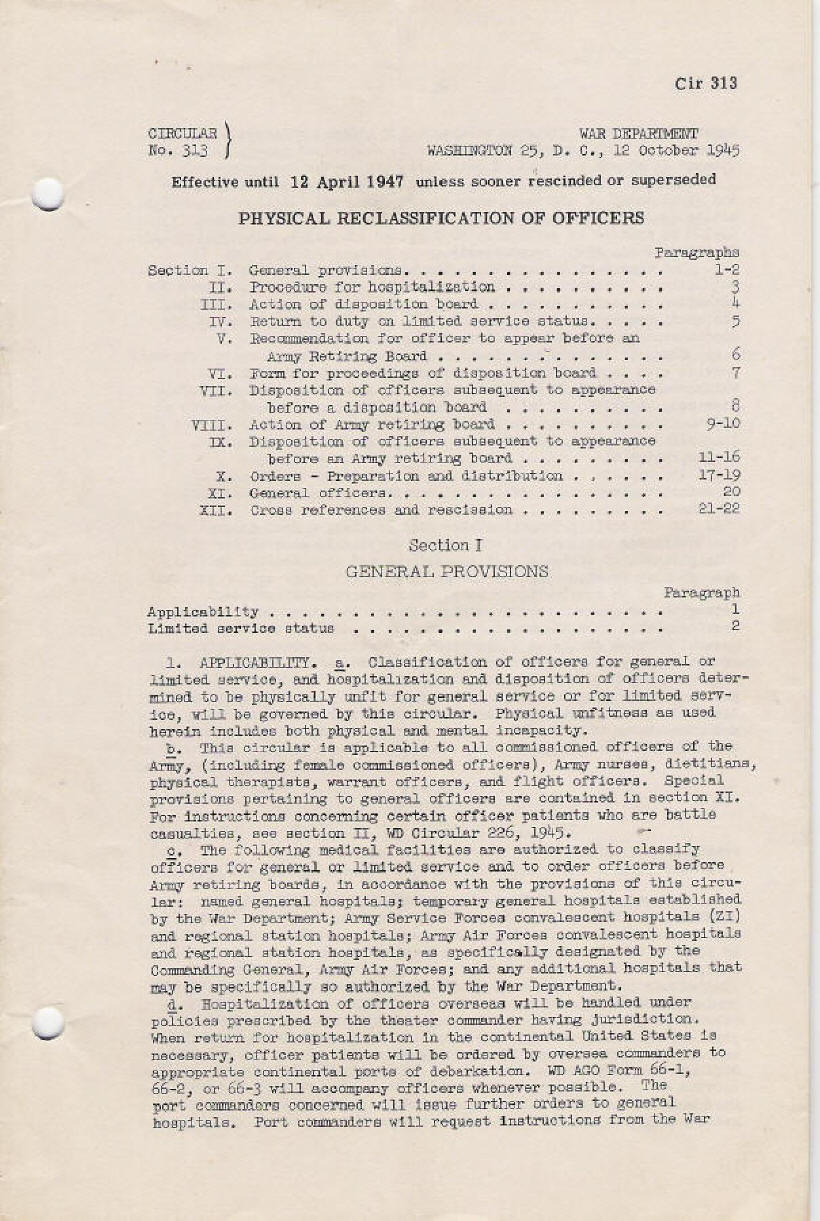 Cir 313
CIRCULAR } WAR DEPARTMENT
No. 313 } WASHINGTON 25, D. C., 12 October 1945
Effective until 12 April 1947 unless sooner rescinded or superseded
PHYSICAL RECLASSIFICATION OF OFFICERS
Paragraphs
Section I. General provisions. . . . . . . . . . . . . . . . 1-2
II. Procedure for hospitalization . . . . . . . . . . 3
III. Action of disposition board . . . . . . . . . . . 4
IV. Return to duty on limited service status. . . . . 5
V. Recommendation for officer to appear before an
Army Retiring Board . . . . . . . . . . . . . . 6
VI. Form for proceedings of disposition board . . . . 7
VII. Disposition of officers subsequent to appearance
before a disposition board . . . . . . . . . . 8
VIII. Action of Army retiring board . . . . . . . . . . 9-10
IX. Disposition of officers subsequent to appearance
before an Army retiring board . . . . . . . . . 11-16
X. Orders - Preparation and distribution . . . . . . 17-19
XI. General officers. . . . . . . . . . . . . . . . . 20
XII. Cross references and rescission . . . . . . . . . 21-22
Section I
GENERAL PROVISIONS
Paragraph
Applicability . . . . . . . . . . . . . . . . . . . . . . . . 1
Limited service status . . . . . . . . . . . . . . . . . . . 2
1. APPLICABILITY. a. Classification of officers for general or
limited service, and hospitalization and disposition of officers deter-
mined to be physically unfit for general service or for limited serv-
ice, will be governed by this circular. Physical unfitness as used
herein includes both physical and mental incapacity.
b. This circular is applicable to all commissioned officers of the
Army, (including female commissioned officers), Army nurses, dietitians,
physical therapists, warrant officers, and flight officers. Special
provisions pertaining to general officers are contained in section XI.
For instructions concerning certain officer patients who are battle
casualties, see section II, WD Circular 226, 1945.
c. The following medical facilities are authorized to classify
officers for general or limited service and to order officers before
Army retiring boards, in accordance with the provisions of this circu-
lar: named general hospitals; temporary general hospitals established
by the War Department; Army Service Forces convalescent hospitals (ZI)
and regional station hospitals; Army Air Forces convalescent hospitals
and regional station hospitals, as specifically designated by the
Commanding General, Army Air Forces; and any additional hospitals that
may be specifically so authorized by the War Department.
d. Hospitalization of officers overseas will be handled under
policies prescribed by the theater commander having jurisdiction.
When return for hospitalization in the continental United States is
necessary, officer patients will be ordered by oversea commanders to
appropriate continental ports of debarkation. WD AGO Form 66-1,
66-2, or 66-3 will accompany officers whenever possible. The
port commanders concerned will issue further orders to general
hospitals. Port commanders will request instructions from the War